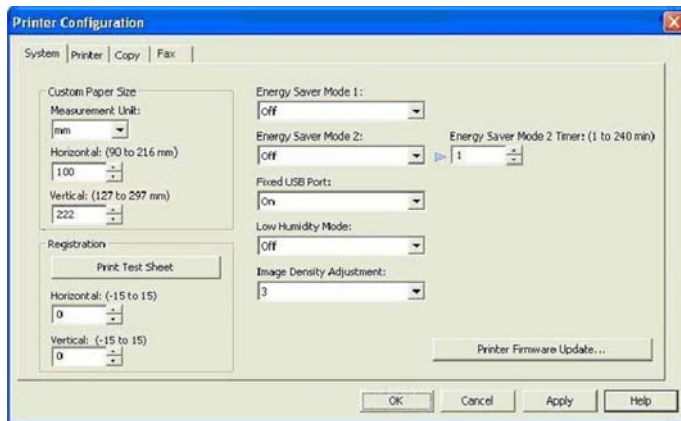 Printer Configuration
System Printer Copy Fax
Custom Paper Size
Measurement Unit:
mm
Horizontal: (90 to 216 mm)
100
Vertical: (127 to 297 mm)
222
Registration
Print Test Sheet
Horizontal: (-15 to 15)
0
Vertical: (-15 to 15)
0
Energy Saver Mode 1:
Off
Energy Saver Mode 2:
Off
Energy Saver Mode 2 Timer: (1 to 240 min)
1
Fixed USB Port:
On
Low Humidity Mode:
Off
Image Density Adjustment:
3
Printer Firmware Update...
OK Cancel Apply Help